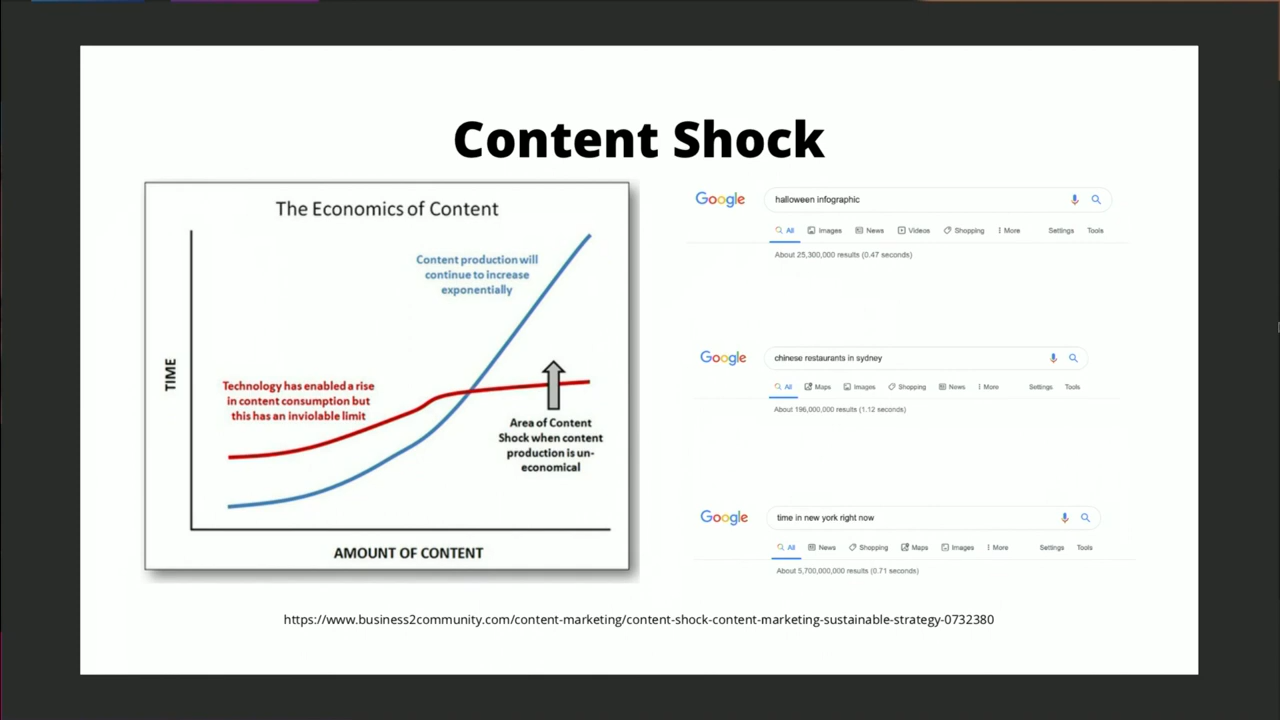 Content Shock
The Economics of Content
Content production will
continue to increase
exponentially
TIME
Technology has enabled a rise
in content consumption but
this has an inviolable limit
Area of Content
Shock when content
production is un-
economical
AMOUNT OF CONTENT
Google halloween infographic
All Images News Videos Shopping More Settings Tools
About 25,300,000 results (0.47 seconds)
Google chinese restaurants in sydney
All Maps Images Shopping News More Settings Tools
About 196,000,000 results (1.12 seconds)
Google time in new york right now
All News Shopping Maps Images More Settings Tools
About 5,700,000,000 results (0.71 seconds)
https://www.business2community.com/content-marketing/content-shock-content-marketing-sustainable-strategy-0732380